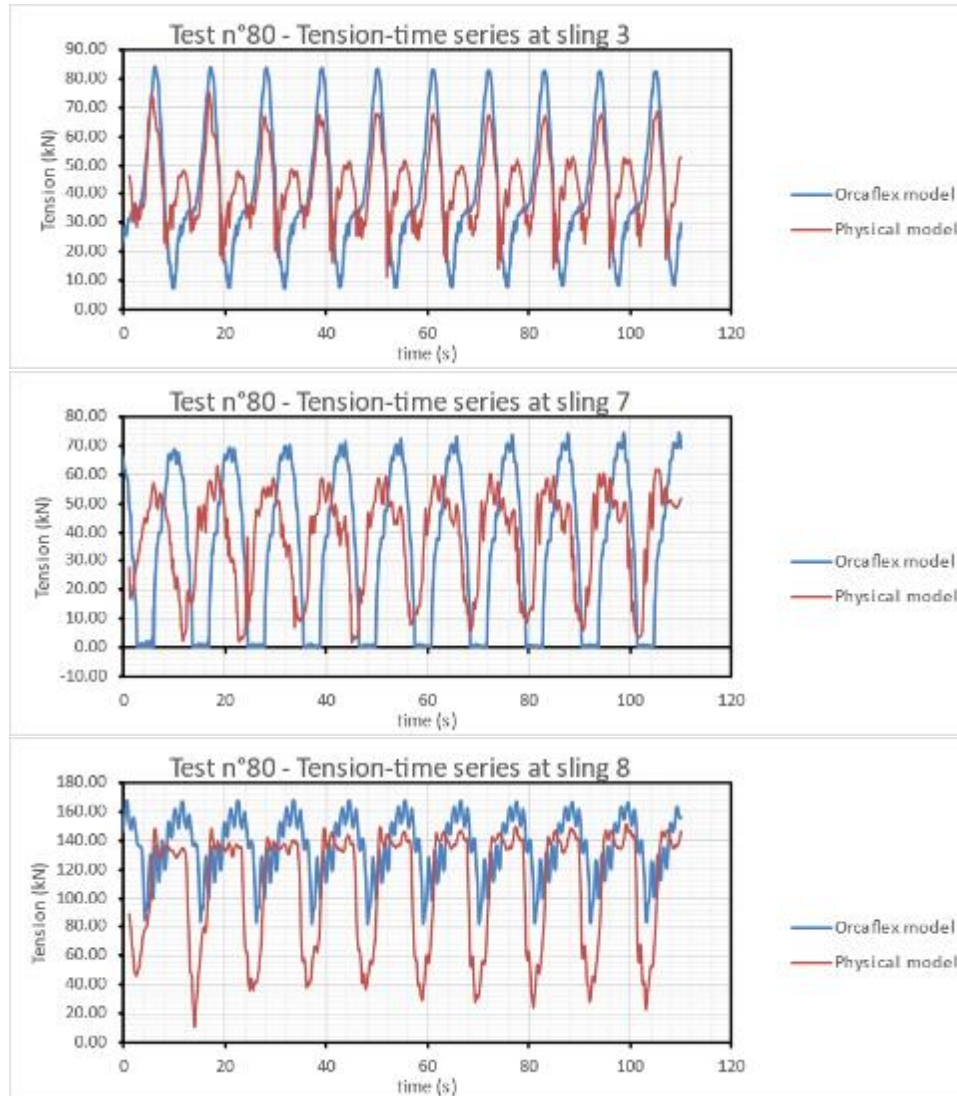 Test n°80 - Tension-time series at sling 3
90.00
80.00
70.00
60.00
50.00
40.00
30.00
20.00
10.00
0.00
Tension (kN)
0 20 40 60 80 100 120
time (s)
Orcaflex model
Physical model
Test n°80 - Tension-time series at sling 7
80.00
70.00
60.00
50.00
40.00
30.00
20.00
10.00
0.00
-10.00
Tension (kN)
0 20 40 60 80 100 120
time (s)
Orcaflex model
Physical model
Test n°80 - Tension-time series at sling 8
180.00
160.00
140.00
120.00
100.00
80.00
60.00
40.00
20.00
0.00
Tension (kN)
0 20 40 60 80 100 120
time (s)
Orcaflex model
Physical model